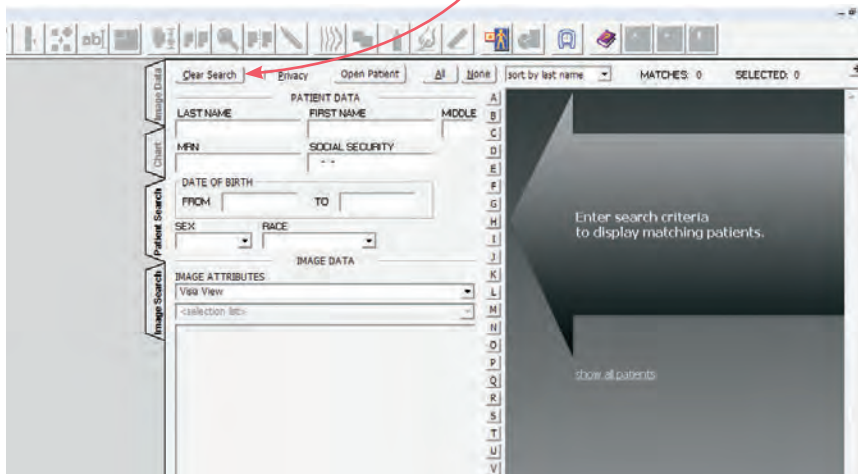 abI
Clear Search Privacy Open Patient All None sort by last name MATCHES: 0 SELECTED: 0
PATIENT DATA
LAST NAME FIRST NAME MIDDLE
MRN SOCIAL SECURITY
- -
DATE OF BIRTH
FROM TO
SEX RACE
IMAGE DATA
IMAGE ATTRIBUTES
Visia View
<selection list>
Image Data
Chart
Patient Search
Image Search
A
B
C
D
E
F
G
H
I
J
K
L
M
N
O
P
Q
R
S
T
U
V
Enter search criteria
to display matching patients.
show all patients